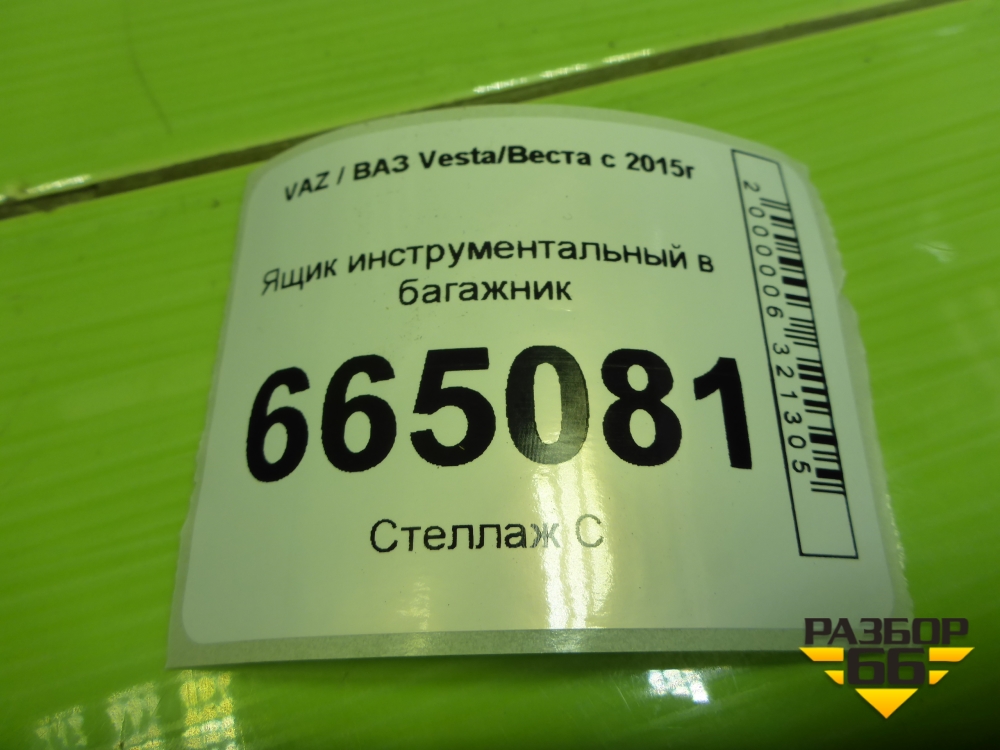 VAZ / ВАЗ Vesta/Веста с 2015г
Ящик инструментальный в
багажник
665081
Стеллаж С
2000006321305
РАЗБОР
66